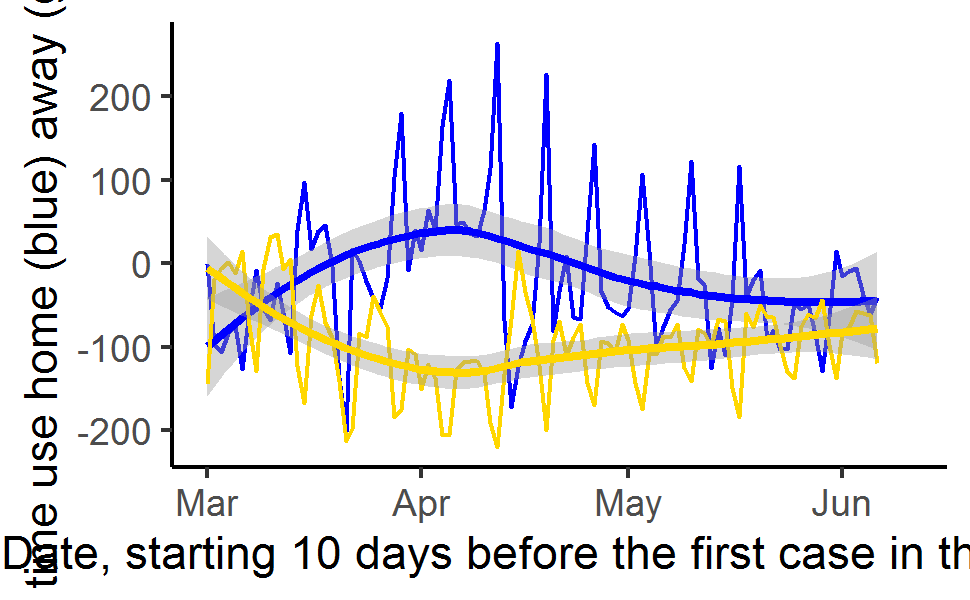 time use home (blue) away (
200
100
0
-100
-200
Mar Apr May Jun
Date, starting 10 days before the first case in th